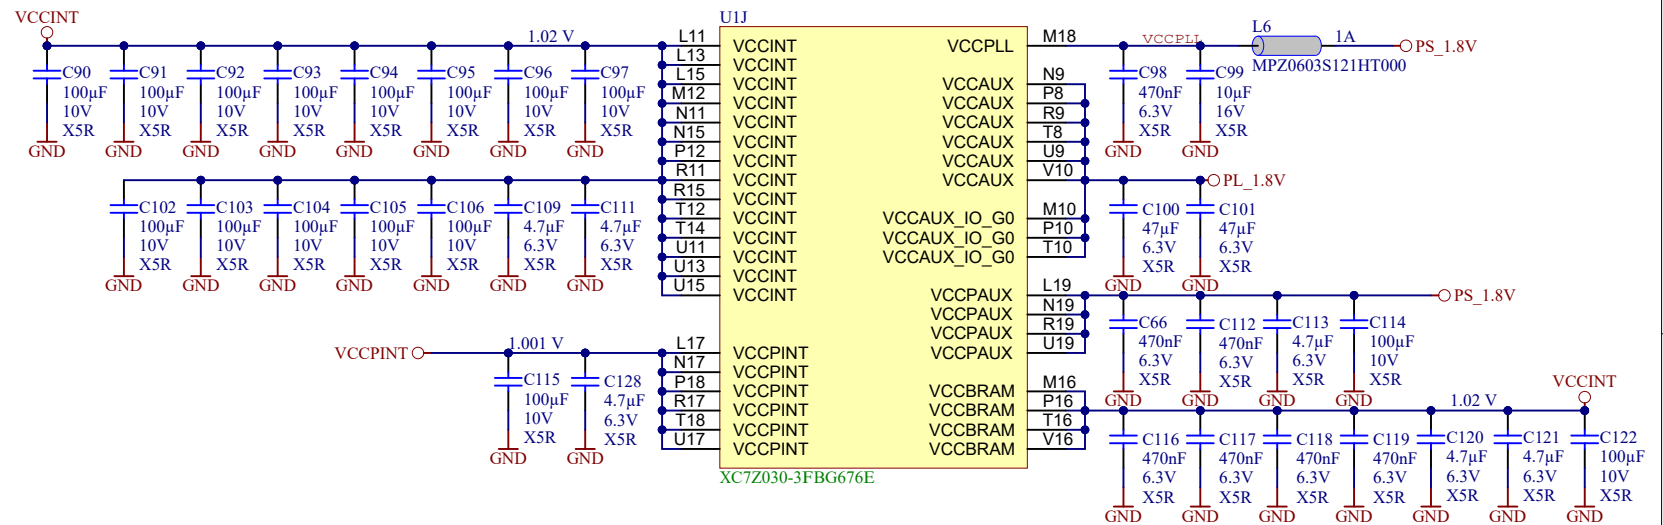 VCCINT
1.02 V
C90
100µF
10V
X5R
GND
C91
100µF
10V
X5R
GND
C92
100µF
10V
X5R
GND
C93
100µF
10V
X5R
GND
C94
100µF
10V
X5R
GND
C95
100µF
10V
X5R
GND
C96
100µF
10V
X5R
GND
C97
100µF
10V
X5R
GND
C102
100µF
10V
X5R
GND
C103
100µF
10V
X5R
GND
C104
100µF
10V
X5R
GND
C105
100µF
10V
X5R
GND
C106
100µF
10V
X5R
GND
C109
4.7µF
6.3V
X5R
GND
C111
4.7µF
6.3V
X5R
GND
VCCPINT
1.001 V
C115
100µF
10V
X5R
GND
C128
4.7µF
6.3V
X5R
GND
U1J
L11 VCCINT
L13 VCCINT
L15 VCCINT
M12 VCCINT
N11 VCCINT
N15 VCCINT
P12 VCCINT
R11 VCCINT
R15 VCCINT
T12 VCCINT
T14 VCCINT
U11 VCCINT
U13 VCCINT
U15 VCCINT
L17 VCCPINT
N17 VCCPINT
P18 VCCPINT
R17 VCCPINT
T18 VCCPINT
U17 VCCPINT
VCCPLL M18
VCCAUX N9
VCCAUX P8
VCCAUX R9
VCCAUX T8
VCCAUX U9
VCCAUX V10
VCCAUX_IO_G0 M10
VCCAUX_IO_G0 P10
VCCAUX_IO_G0 T10
VCCPAUX L19
VCCPAUX N19
VCCPAUX R19
VCCPAUX U19
VCCBRAM M16
VCCBRAM P16
VCCBRAM T16
VCCBRAM V16
XC7Z030-3FBG676E
VCCPLL
L6
1A
MPZ0603S121HT000
PS_1.8V
C98
470nF
6.3V
X5R
GND
C99
10µF
16V
X5R
GND
PL_1.8V
C100
47µF
6.3V
X5R
GND
C101
47µF
6.3V
X5R
GND
PS_1.8V
C66
470nF
6.3V
X5R
GND
C112
470nF
6.3V
X5R
GND
C113
4.7µF
6.3V
X5R
GND
C114
100µF
10V
X5R
GND
VCCINT
1.02 V
C116
470nF
6.3V
X5R
GND
C117
470nF
6.3V
X5R
GND
C118
470nF
6.3V
X5R
GND
C119
470nF
6.3V
X5R
GND
C120
4.7µF
6.3V
X5R
GND
C121
4.7µF
6.3V
X5R
GND
C122
100µF
10V
X5R
GND